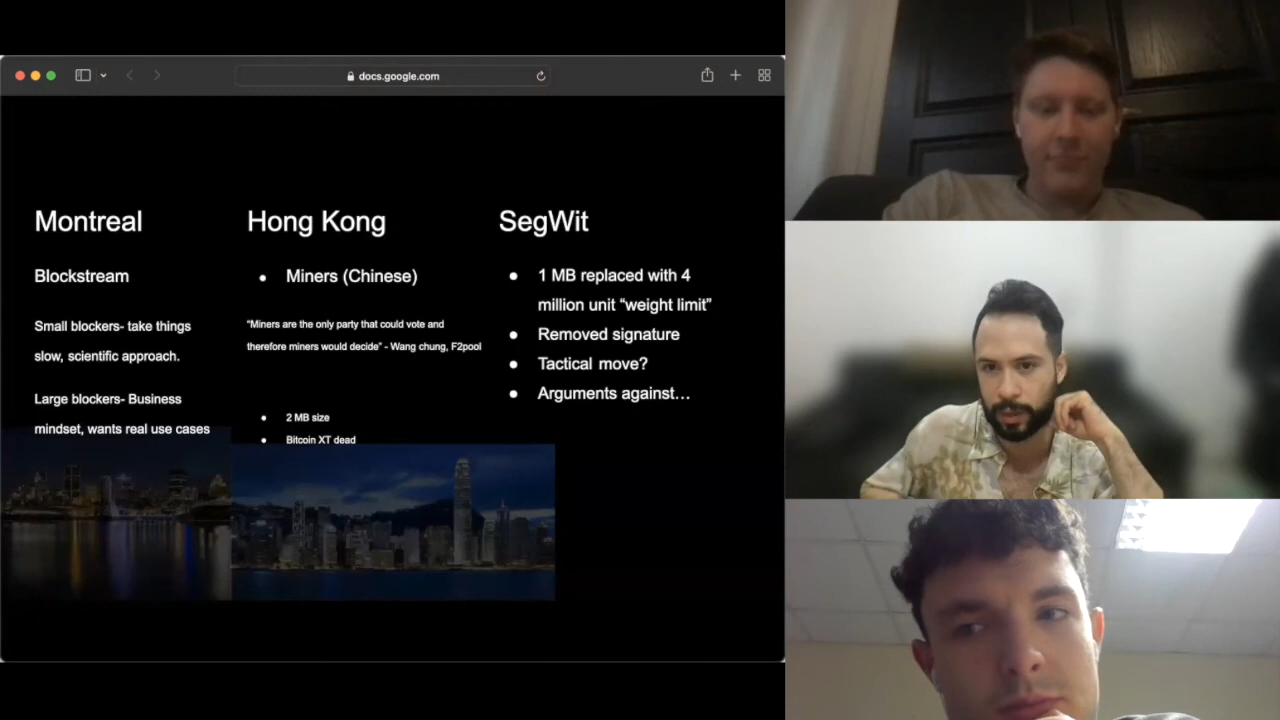 docs.google.com
Montreal
Blockstream
Small blockers- take things
slow, scientific approach.
Large blockers- Business
mindset, wants real use cases
Hong Kong
● Miners (Chinese)
“Miners are the only party that could vote and
therefore miners would decide” - Wang chung, F2pool
● 2 MB size
● Bitcoin XT dead
SegWit
● 1 MB replaced with 4
million unit “weight limit”
● Removed signature
● Tactical move?
● Arguments against…